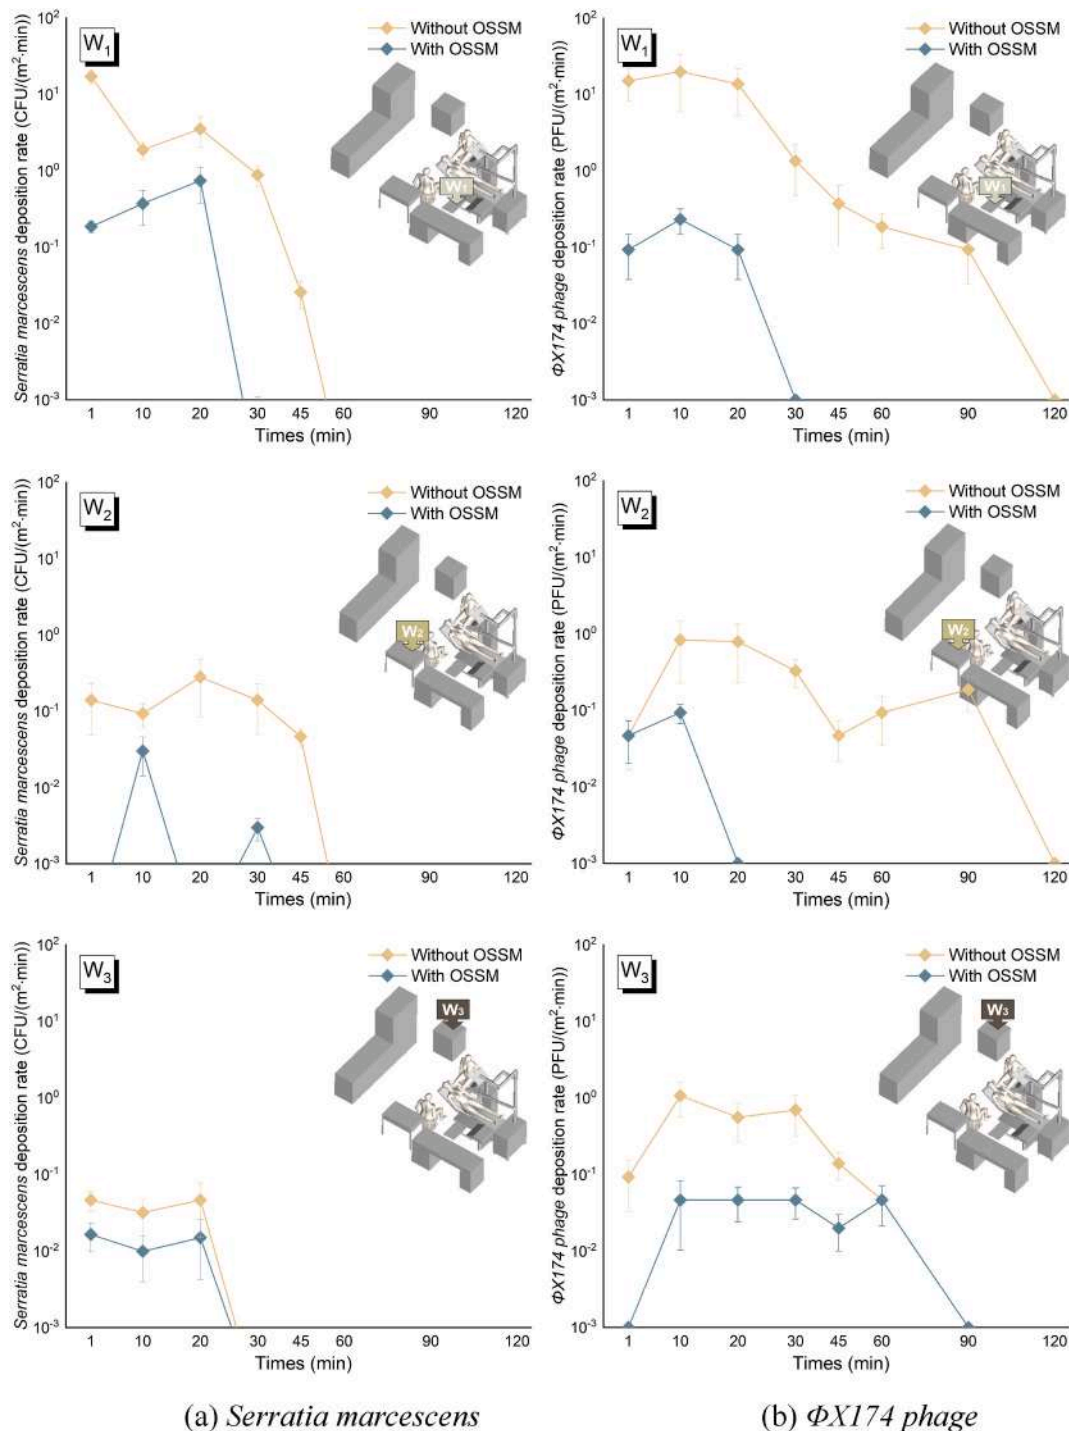 W1
Without OSSM
With OSSM
Serratia marcescens deposition rate (CFU/(m²·min))
10²
10¹
10⁰
10⁻¹
10⁻²
10⁻³
W1
1 10 20 30 45 60 90 120
Times (min)
W1
Without OSSM
With OSSM
ΦX174 phage deposition rate (PFU/(m²·min))
10²
10¹
10⁰
10⁻¹
10⁻²
10⁻³
W1
1 10 20 30 45 60 90 120
Times (min)
W2
Without OSSM
With OSSM
Serratia marcescens deposition rate (CFU/(m²·min))
10²
10¹
10⁰
10⁻¹
10⁻²
10⁻³
W2
1 10 20 30 45 60 90 120
Times (min)
W2
Without OSSM
With OSSM
ΦX174 phage deposition rate (PFU/(m²·min))
10²
10¹
10⁰
10⁻¹
10⁻²
10⁻³
W2
1 10 20 30 45 60 90 120
Times (min)
W3
Without OSSM
With OSSM
Serratia marcescens deposition rate (CFU/(m²·min))
10²
10¹
10⁰
10⁻¹
10⁻²
10⁻³
W3
1 10 20 30 45 60 90 120
Times (min)
W3
Without OSSM
With OSSM
ΦX174 phage deposition rate (PFU/(m²·min))
10²
10¹
10⁰
10⁻¹
10⁻²
10⁻³
W3
1 10 20 30 45 60 90 120
Times (min)
(a) Serratia marcescens
(b) ΦX174 phage